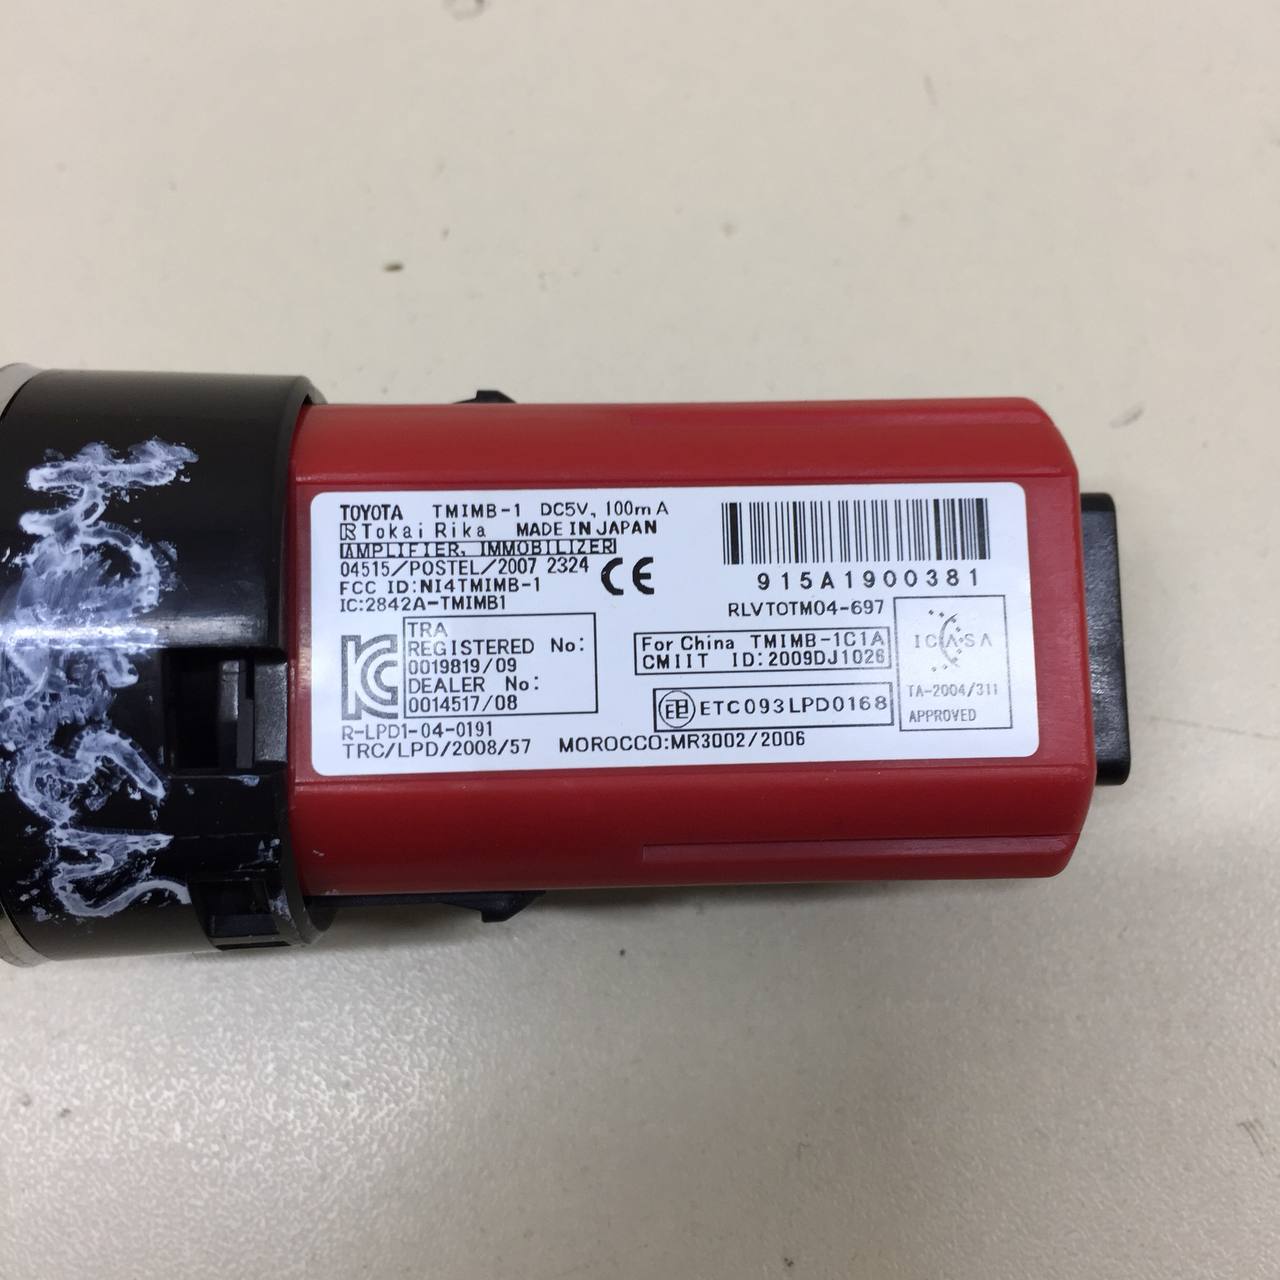 TOYOTA TMIMB-1 DC5V, 100mA
Tokai Rika MADE IN JAPAN
AMPLIFIER, IMMOBILIZER
04515/POSTEL/2007 2324
CE
FCC ID:NI4TMIMB-1
IC:2842A-TMIMB1
TRA
REGISTERED No:
0019819/09
DEALER No:
0014517/08
R-LPD1-04-0191
TRC/LPD/2008/57 MOROCCO:MR3002/2006
915A1900381
RLVTOTM04-697
For China TMIMB-1C1A
CMIIT ID:2009DJ1026
ETC093LPD0168
ICASA
TA-2004/311
APPROVED